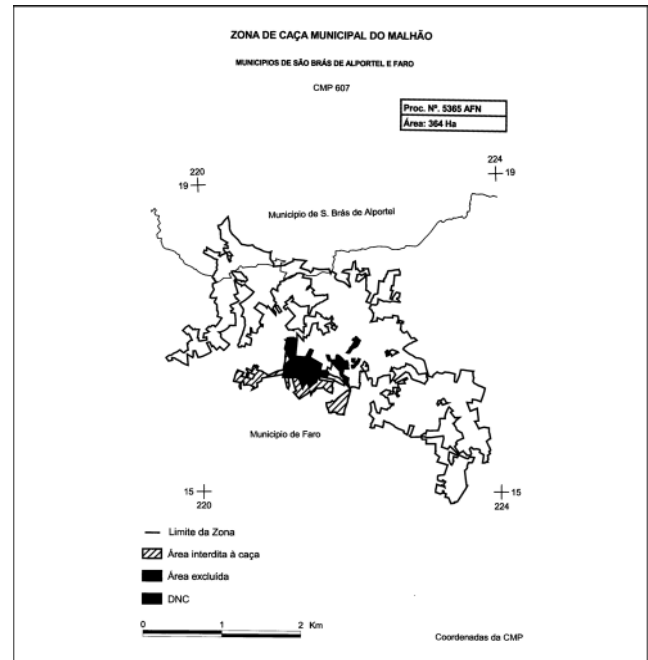 ZONA DE CAÇA MUNICIPAL DO MALHÃO
MUNICIPIOS DE SÃO BRÁS DE ALPORTEL E FARO
CMP 607
Proc. Nº. 5365 AFN
Área: 364 Ha
220
19
224
19
Municipio de S. Brás de Alportel
Municipio de Faro
15
220
15
224
Limite da Zona
Área interdita à caça
Área excluída
DNC
0 1 2 Km
Coordenadas da CMP